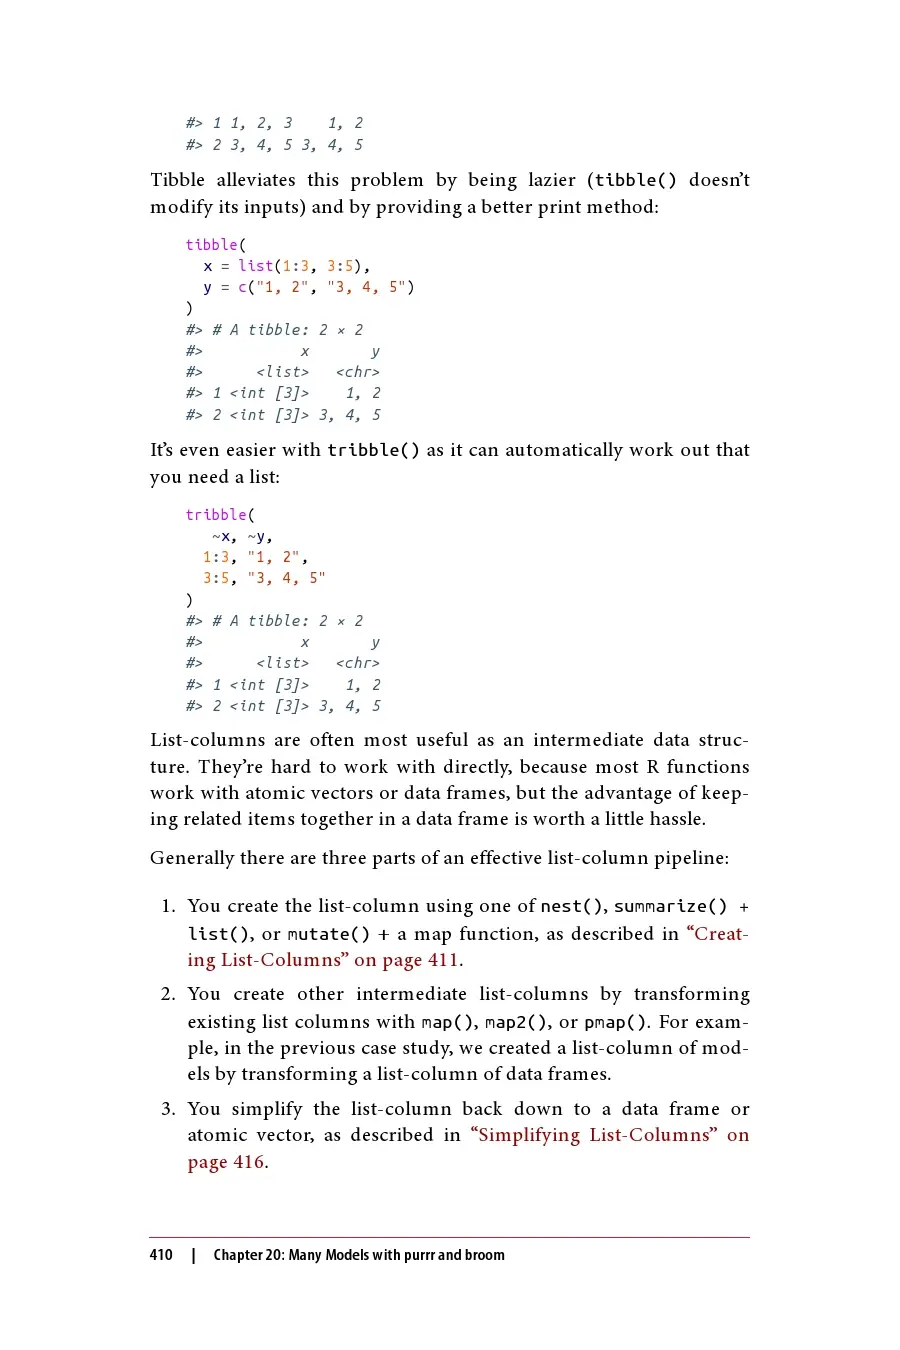 #> 1 1, 2, 3    1, 2
#> 2 3, 4, 5 3, 4, 5
Tibble alleviates this problem by being lazier (tibble() doesn’t
modify its inputs) and by providing a better print method:
tibble(
  x = list(1:3, 3:5),
  y = c("1, 2", "3, 4, 5")
)
#> # A tibble: 2 × 2
#>           x       y
#>      <list>   <chr>
#> 1 <int [3]>    1, 2
#> 2 <int [3]> 3, 4, 5
It’s even easier with tribble() as it can automatically work out that
you need a list:
tribble(
   ~x, ~y,
  1:3, "1, 2",
  3:5, "3, 4, 5"
)
#> # A tibble: 2 × 2
#>           x       y
#>      <list>   <chr>
#> 1 <int [3]>    1, 2
#> 2 <int [3]> 3, 4, 5
List-columns are often most useful as an intermediate data struc-
ture. They’re hard to work with directly, because most R functions
work with atomic vectors or data frames, but the advantage of keep-
ing related items together in a data frame is worth a little hassle.
Generally there are three parts of an effective list-column pipeline:
1. You create the list-column using one of nest(), summarize() +
list(), or mutate() + a map function, as described in “Creat-
ing List-Columns” on page 411.
2. You create other intermediate list-columns by transforming
existing list columns with map(), map2(), or pmap(). For exam-
ple, in the previous case study, we created a list-column of mod-
els by transforming a list-column of data frames.
3. You simplify the list-column back down to a data frame or
atomic vector, as described in “Simplifying List-Columns” on
page 416.
410 | Chapter 20: Many Models with purrr and broom